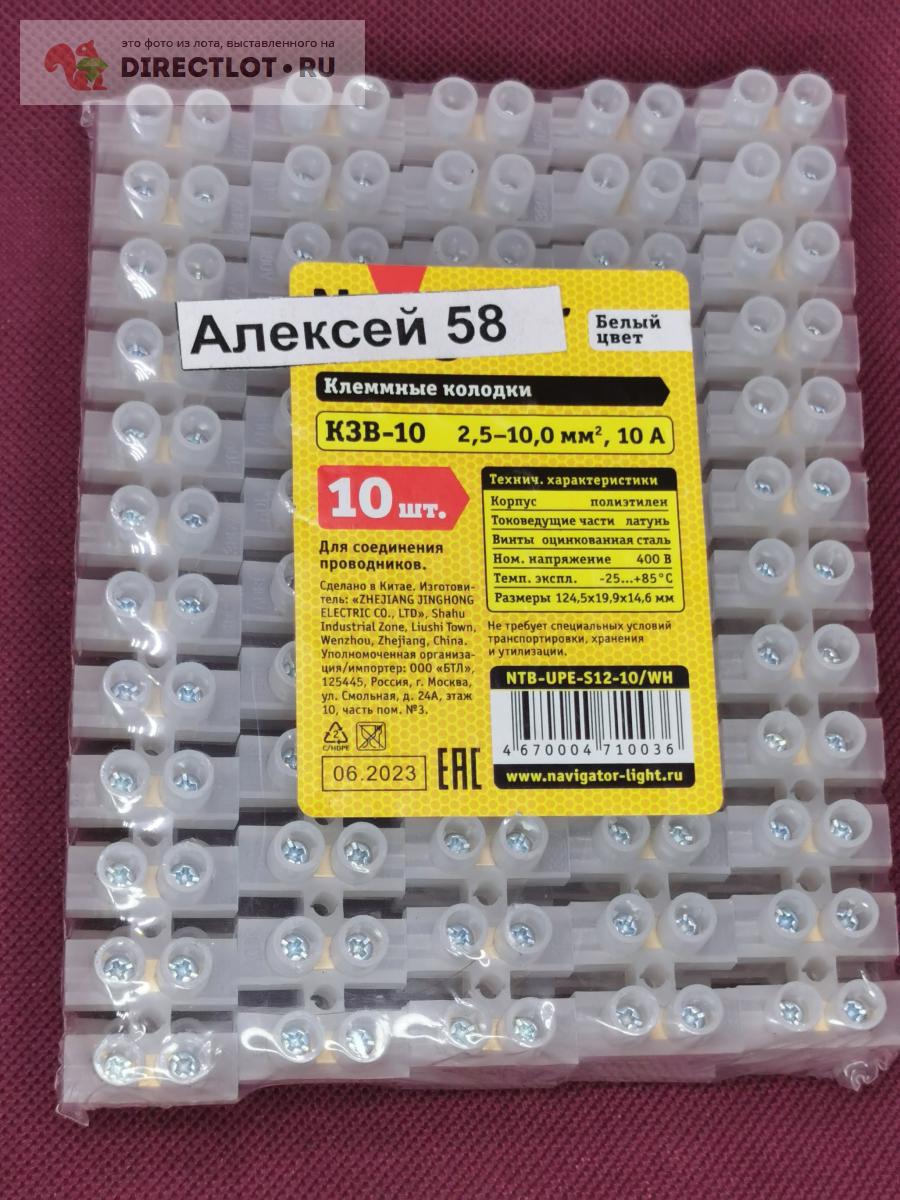 это фото из лота, выставленного на
DIRECTLOT.RU
Алексей 58
Белый
цвет
Клеммные колодки
КЗВ-10 2,5–10,0 мм², 10 А
10 шт.
Для соединения
проводников.
Сделано в Китае. Изготови-
тель: «ZHEJIANG JINGHONG
ELECTRIC CO., LTD», Shahu
Industrial Zone, Liushi Town,
Wenzhou, Zhejiang, China.
Уполномоченная организа-
ция/импортер: ООО «БТЛ»,
125445, Россия, г. Москва,
ул. Смольная, д. 24А, этаж
10, часть пом. №3.
2
C/HDPE
06.2023
EAC
Технич. характеристики
Корпус полиэтилен
Токоведущие части латунь
Винты оцинкованная сталь
Ном. напряжение 400 В
Темп. экспл. -25...+85°С
Размеры 124,5х19,9х14,6 мм
Не требует специальных условий
транспортировки, хранения
и утилизации.
NTB-UPE-S12-10/WH
4 670004 710036
www.navigator-light.ru